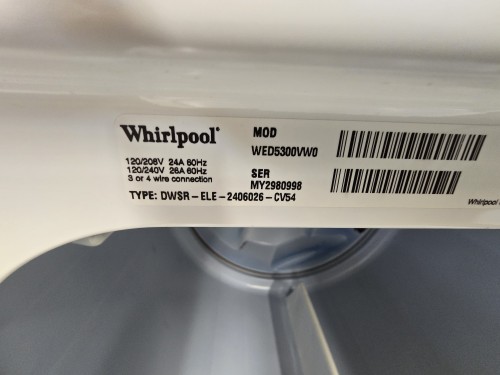 Whirlpool®
MOD
WED5300VW0
120/208V 24A 60Hz
120/240V 26A 60Hz
3 or 4 wire connection
SER
MY2980998
TYPE: DWSR-ELE-2406026-CV54
Whirlpool